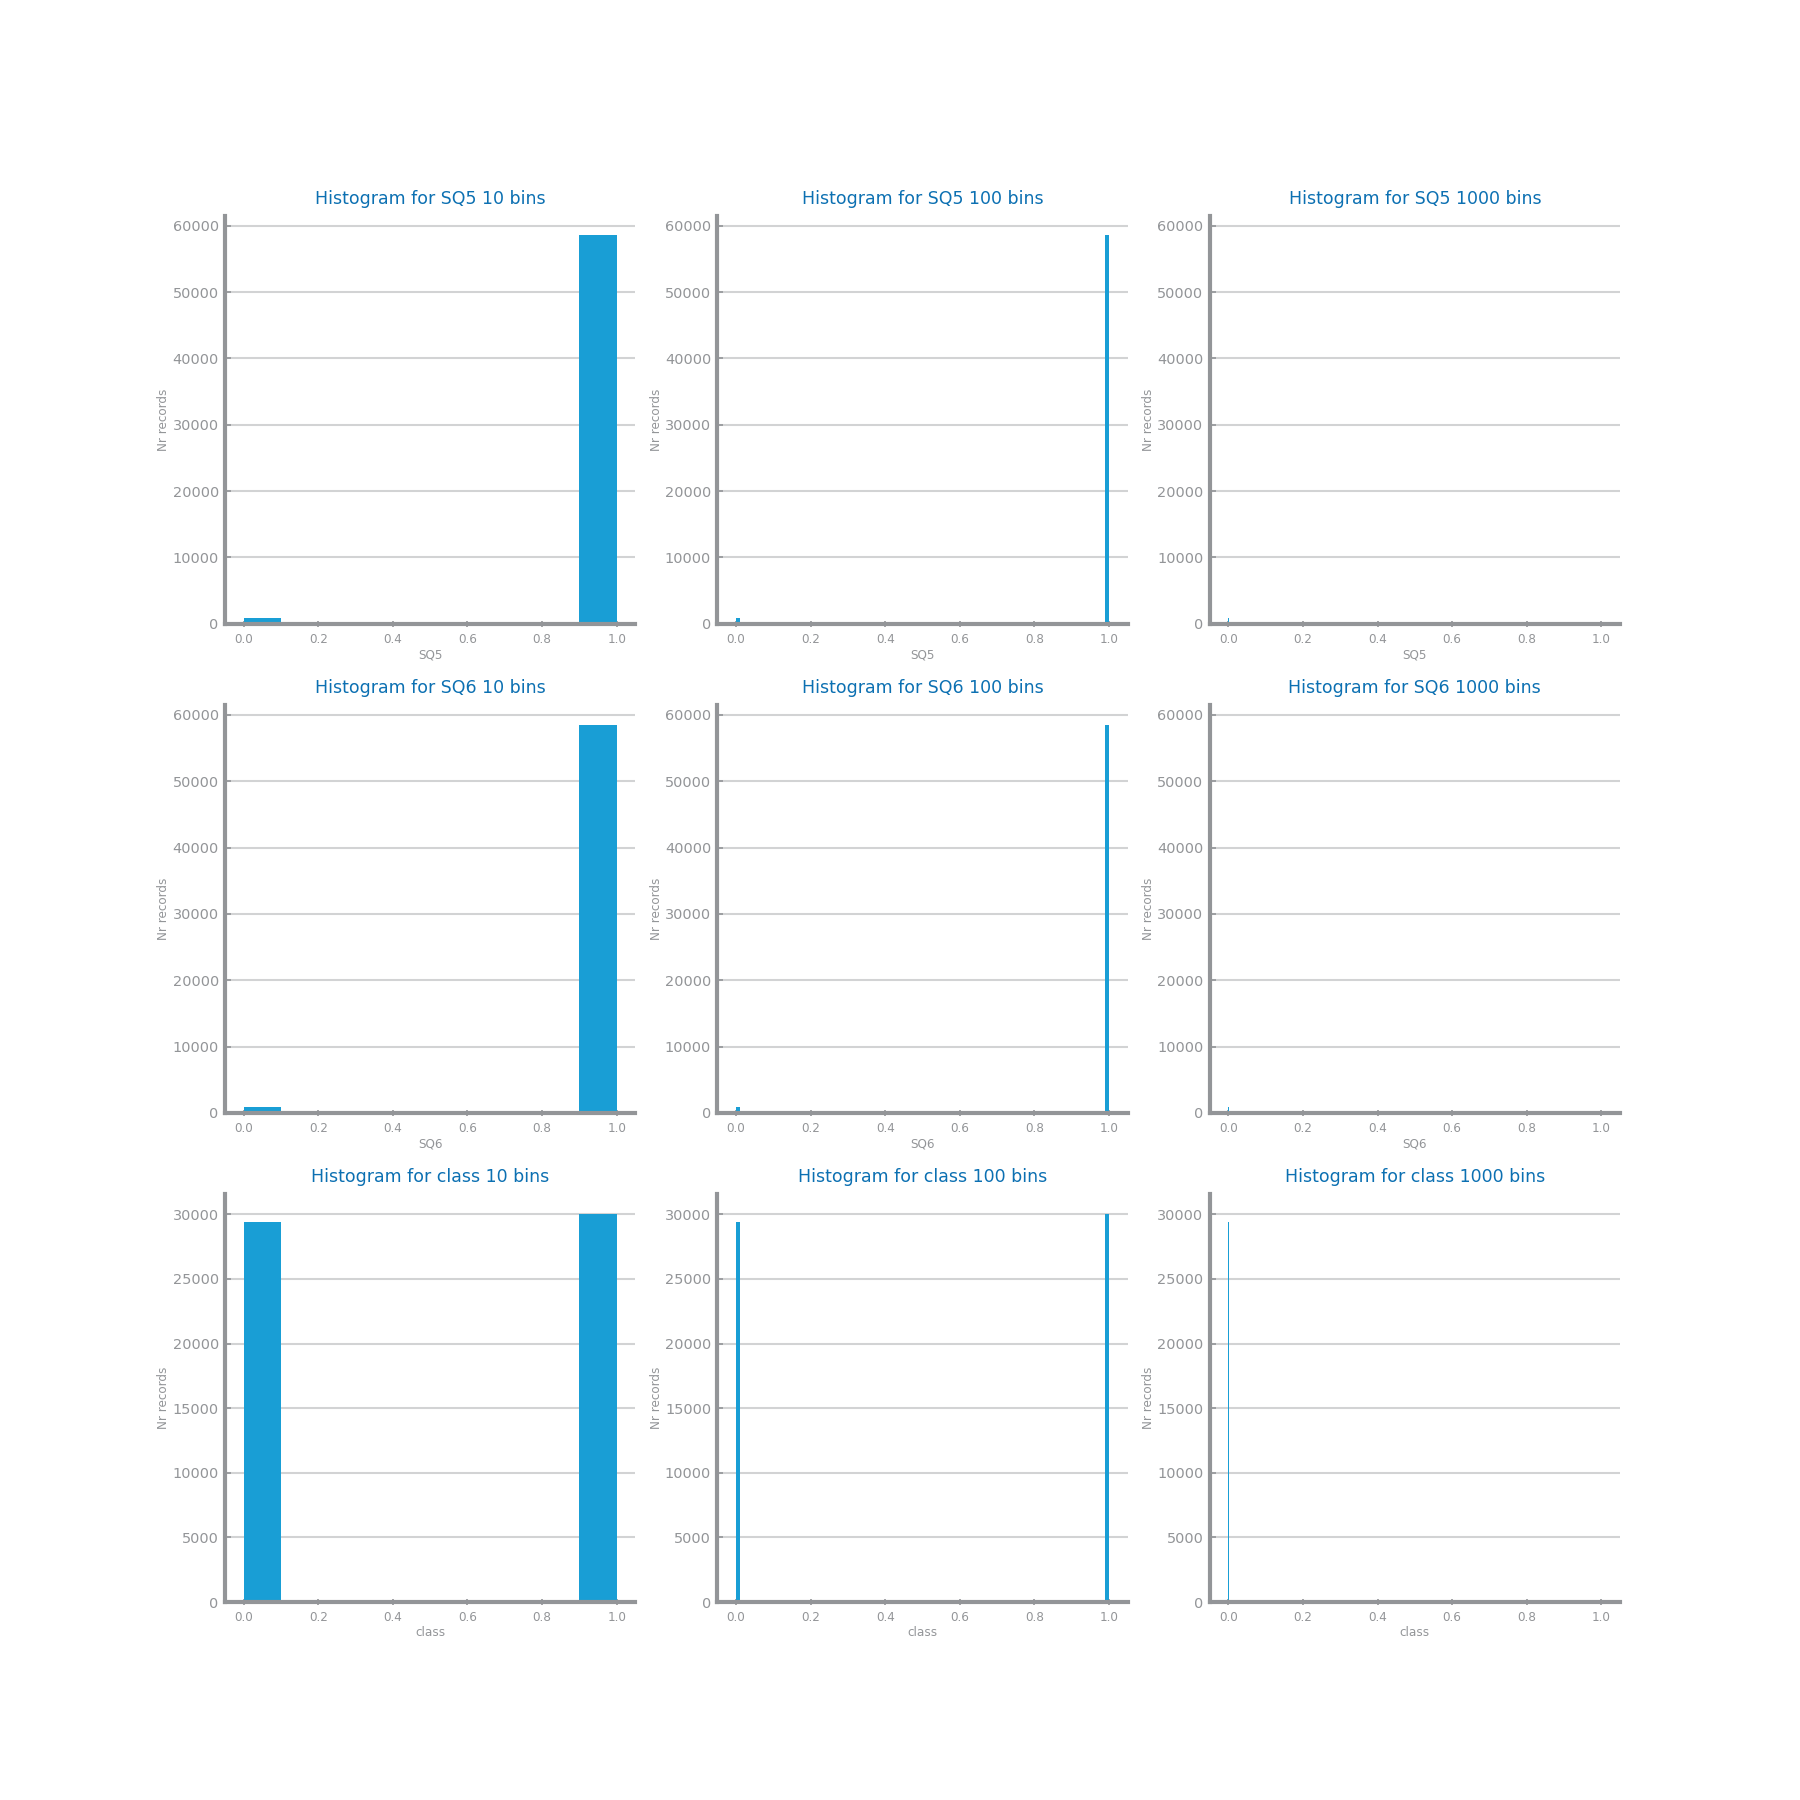 Histogram for SQ5 10 bins
60000
50000
40000
30000
20000
10000
0
Nr records
0.0 0.2 0.4 0.6 0.8 1.0
SQ5
Histogram for SQ5 100 bins
60000
50000
40000
30000
20000
10000
0
Nr records
0.0 0.2 0.4 0.6 0.8 1.0
SQ5
Histogram for SQ5 1000 bins
60000
50000
40000
30000
20000
10000
0
Nr records
0.0 0.2 0.4 0.6 0.8 1.0
SQ5
Histogram for SQ6 10 bins
60000
50000
40000
30000
20000
10000
0
Nr records
0.0 0.2 0.4 0.6 0.8 1.0
SQ6
Histogram for SQ6 100 bins
60000
50000
40000
30000
20000
10000
0
Nr records
0.0 0.2 0.4 0.6 0.8 1.0
SQ6
Histogram for SQ6 1000 bins
60000
50000
40000
30000
20000
10000
0
Nr records
0.0 0.2 0.4 0.6 0.8 1.0
SQ6
Histogram for class 10 bins
30000
25000
20000
15000
10000
5000
0
Nr records
0.0 0.2 0.4 0.6 0.8 1.0
class
Histogram for class 100 bins
30000
25000
20000
15000
10000
5000
0
Nr records
0.0 0.2 0.4 0.6 0.8 1.0
class
Histogram for class 1000 bins
30000
25000
20000
15000
10000
5000
0
Nr records
0.0 0.2 0.4 0.6 0.8 1.0
class